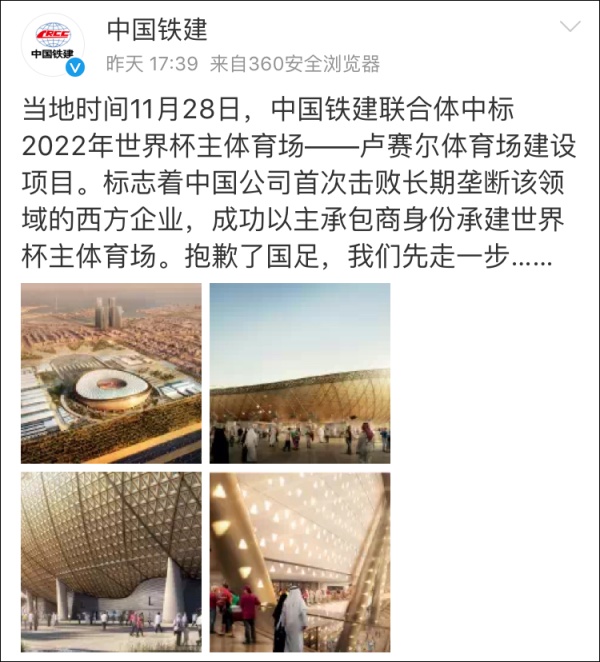 中国铁建
CRCC
中国铁建
昨天 17:39 来自360安全浏览器
当地时间11月28日，中国铁建联合体中标
2022年世界杯主体育场——卢赛尔体育场建设
项目。标志着中国公司首次击败长期垄断该领
域的西方企业，成功以主承包商身份承建世界
杯主体育场。抱歉了国足，我们先走一步……